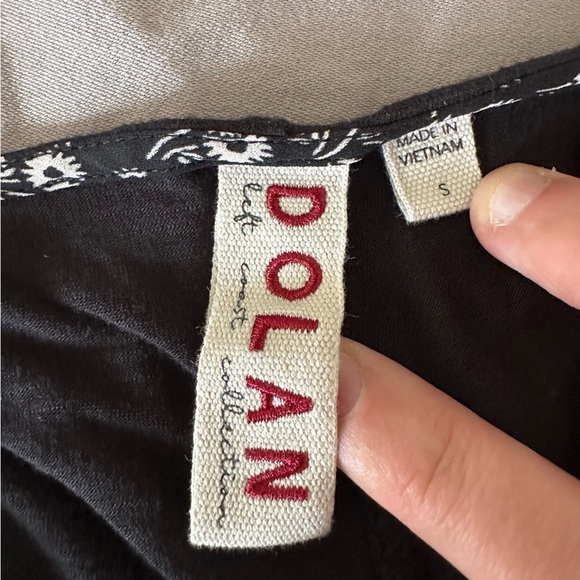 DOLAN
left coast collection
MADE IN
VIETNAM
S